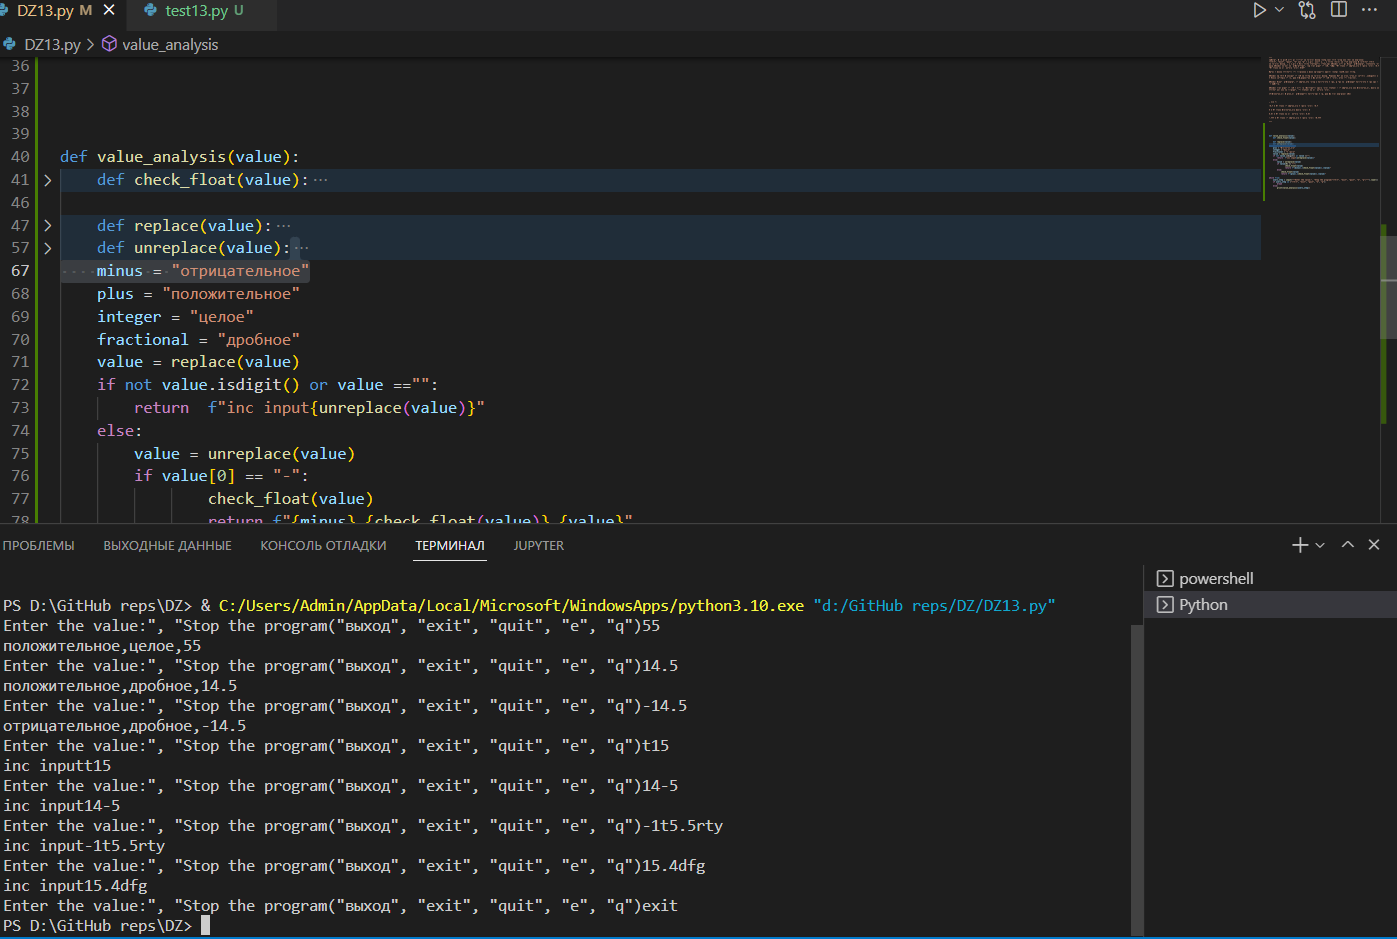 DZ13.py M
test13.py U
DZ13.py > value_analysis
36
37
38
39
40 def value_analysis(value):
41 def check_float(value): ···
46
47 def replace(value): ···
57 def unreplace(value): ···
67 minus = "отрицательное"
68 plus = "положительное"
69 integer = "целое"
70 fractional = "дробное"
71 value = replace(value)
72 if not value.isdigit() or value =="":
73 return  f"inc input{unreplace(value)}"
74 else:
75 value = unreplace(value)
76 if value[0] == "-":
77 check_float(value)
78 return f"{minus},{check_float(value)},{value}"
ПРОБЛЕМЫ ВЫХОДНЫЕ ДАННЫЕ КОНСОЛЬ ОТЛАДКИ ТЕРМИНАЛ JUPYTER
PS D:\GitHub reps\DZ> & C:/Users/Admin/AppData/Local/Microsoft/WindowsApps/python3.10.exe "d:/GitHub reps/DZ/DZ13.py"
Enter the value:", "Stop the program("выход", "exit", "quit", "e", "q")55
положительное,целое,55
Enter the value:", "Stop the program("выход", "exit", "quit", "e", "q")14.5
положительное,дробное,14.5
Enter the value:", "Stop the program("выход", "exit", "quit", "e", "q")-14.5
отрицательное,дробное,-14.5
Enter the value:", "Stop the program("выход", "exit", "quit", "e", "q")t15
inc inputt15
Enter the value:", "Stop the program("выход", "exit", "quit", "e", "q")14-5
inc input14-5
Enter the value:", "Stop the program("выход", "exit", "quit", "e", "q")-1t5.5rty
inc input-1t5.5rty
Enter the value:", "Stop the program("выход", "exit", "quit", "e", "q")15.4dfg
inc input15.4dfg
Enter the value:", "Stop the program("выход", "exit", "quit", "e", "q")exit
PS D:\GitHub reps\DZ>
powershell
Python